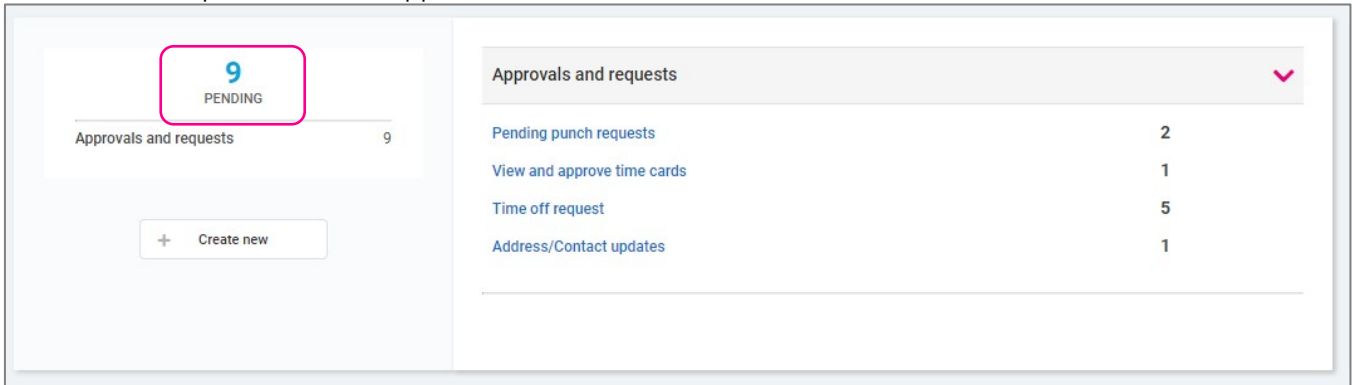 9
PENDING
Approvals and requests 9
+ Create new
Approvals and requests
Pending punch requests 2
View and approve time cards 1
Time off request 5
Address/Contact updates 1